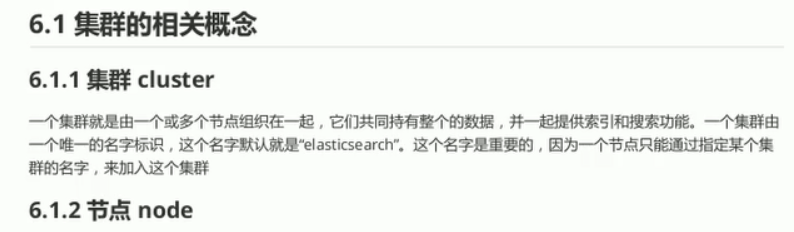 6.1 集群的相关概念
6.1.1 集群 cluster
一个集群就是由一个或多个节点组织在一起，它们共同持有整个的数据，并一起提供索引和搜索功能。一个集群由
一个唯一的名字标识，这个名字默认就是“elasticsearch”。这个名字是重要的，因为一个节点只能通过指定某个集
群的名字，来加入这个集群
6.1.2 节点 node